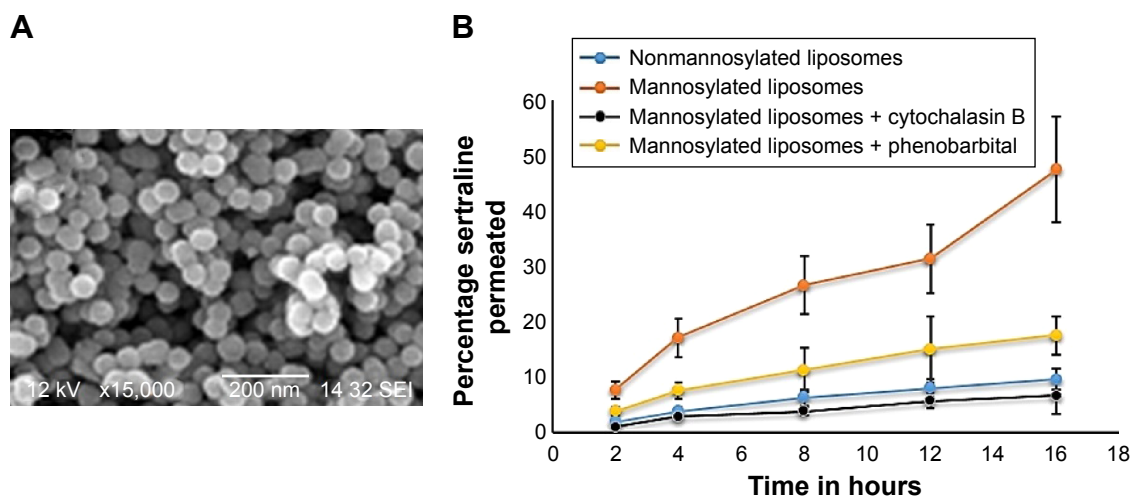 A
12 kV x15,000 200 nm 14 32 SEI
B
Nonmannosylated liposomes
Mannosylated liposomes
Mannosylated liposomes + cytochalasin B
Mannosylated liposomes + phenobarbital
Percentage sertraline
permeated
60
50
40
30
20
10
0
0 2 4 6 8 10 12 14 16 18
Time in hours